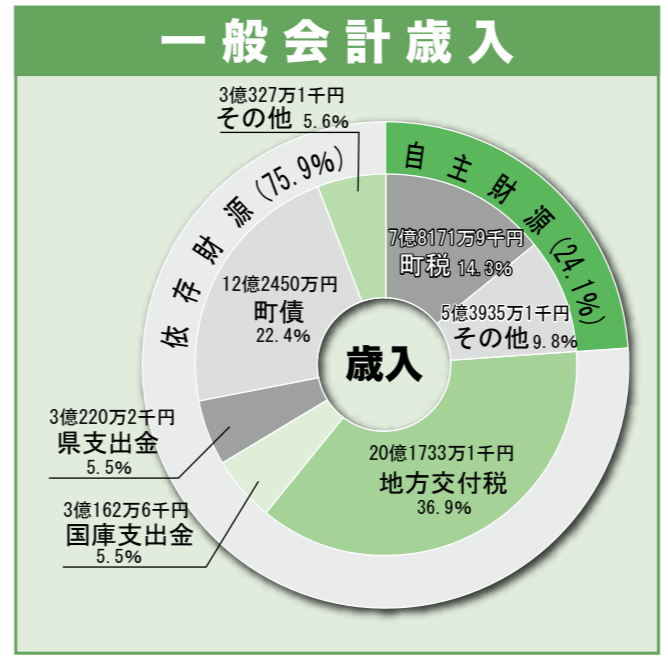 一般会計歳入
3億327万1千円
その他 5.6%
自主財源(24.1%)
7億8171万9千円
町税 14.3%
5億3935万1千円
その他 9.8%
依存財源(75.9%)
12億2450万円
町債
22.4%
歳入
3億220万2千円
県支出金
5.5%
20億1733万1千円
地方交付税
36.9%
3億162万6千円
国庫支出金
5.5%